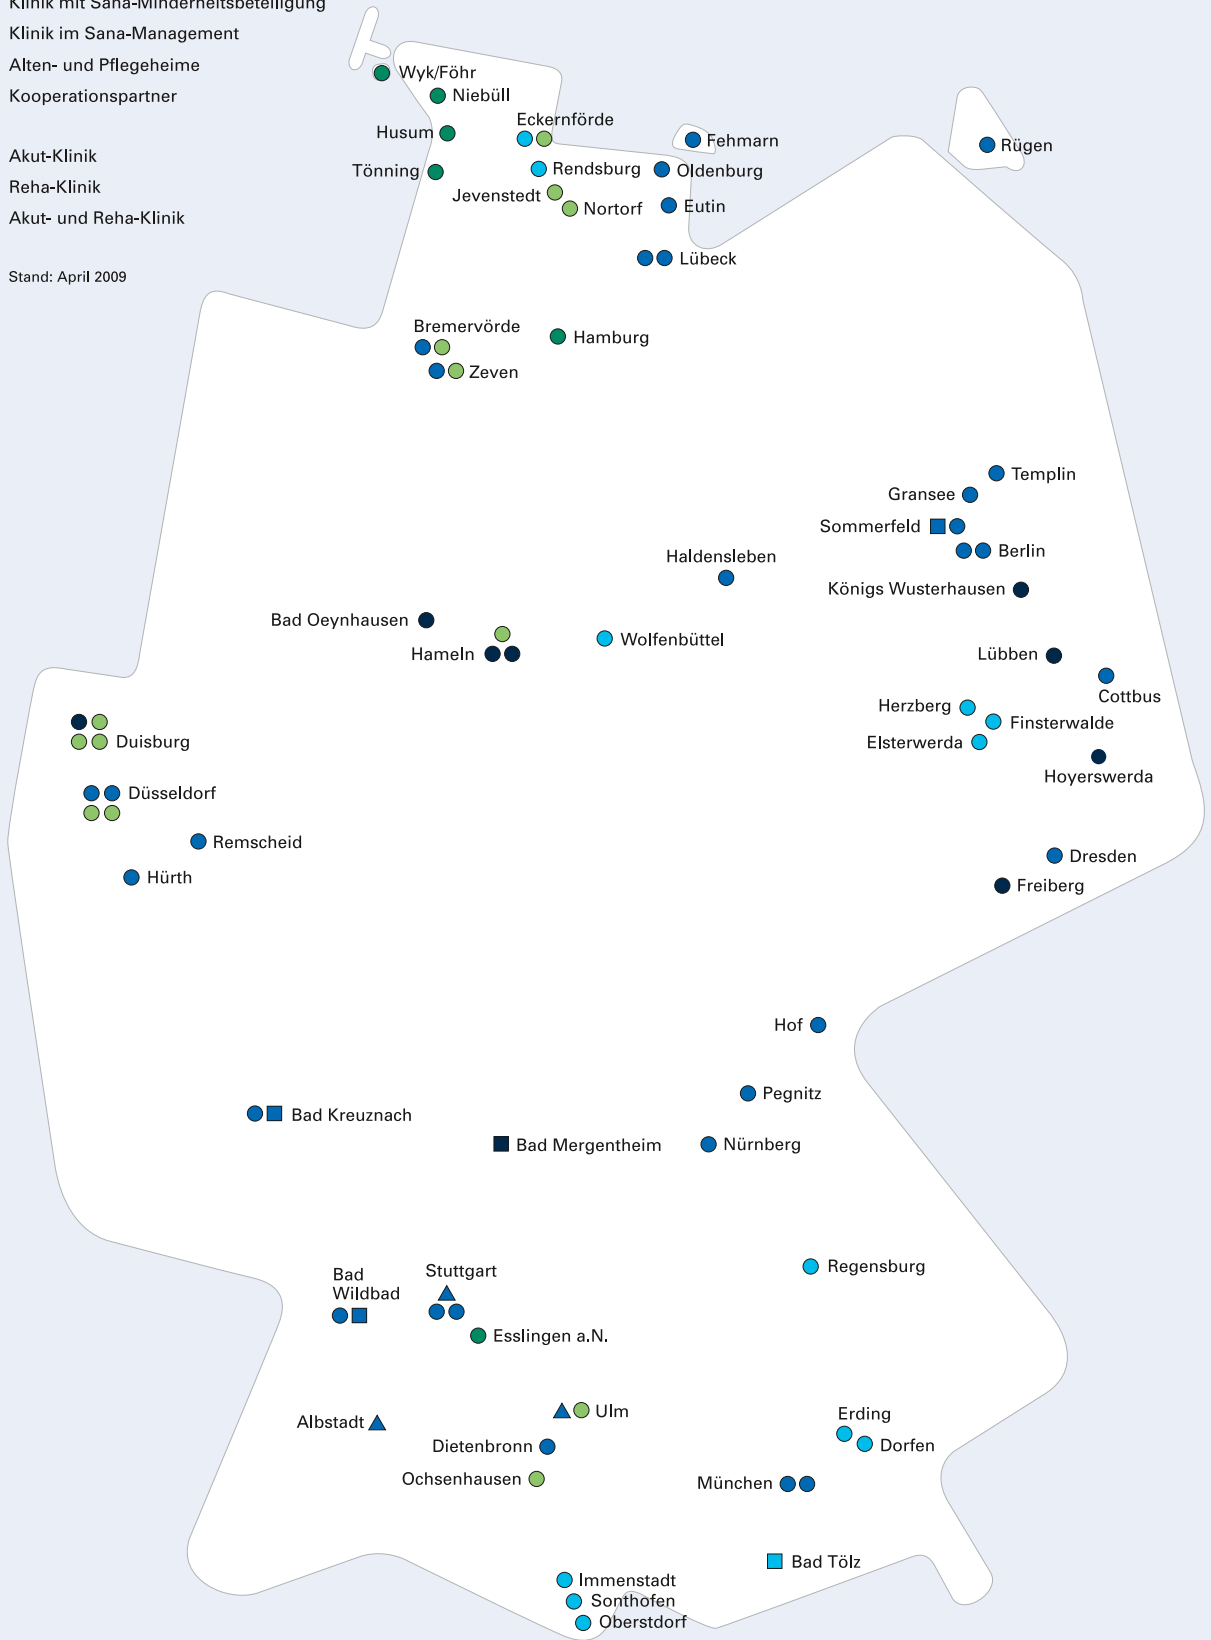 Klinik mit Sana-Minderheitsbeteiligung
Klinik im Sana-Management
Alten- und Pflegeheime
Kooperationspartner
Akut-Klinik
Reha-Klinik
Akut- und Reha-Klinik
Stand: April 2009
Wyk/Föhr
Niebüll
Eckernförde
Husum
Fehmarn
Rügen
Tönning
Rendsburg
Oldenburg
Jevenstedt
Nortorf
Eutin
Lübeck
Bremervörde
Hamburg
Zeven
Templin
Gransee
Sommerfeld
Berlin
Haldensleben
Königs Wusterhausen
Bad Oeynhausen
Wolfenbüttel
Hameln
Lübben
Cottbus
Herzberg
Finsterwalde
Duisburg
Elsterwerda
Hoyerswerda
Düsseldorf
Remscheid
Dresden
Hürth
Freiberg
Hof
Pegnitz
Bad Kreuznach
Bad Mergentheim
Nürnberg
Regensburg
Stuttgart
Bad
Wildbad
Esslingen a.N.
Ulm
Erding
Albstadt
Dietenbronn
Dorfen
Ochsenhausen
München
Bad Tölz
Immenstadt
Sonthofen
Oberstdorf